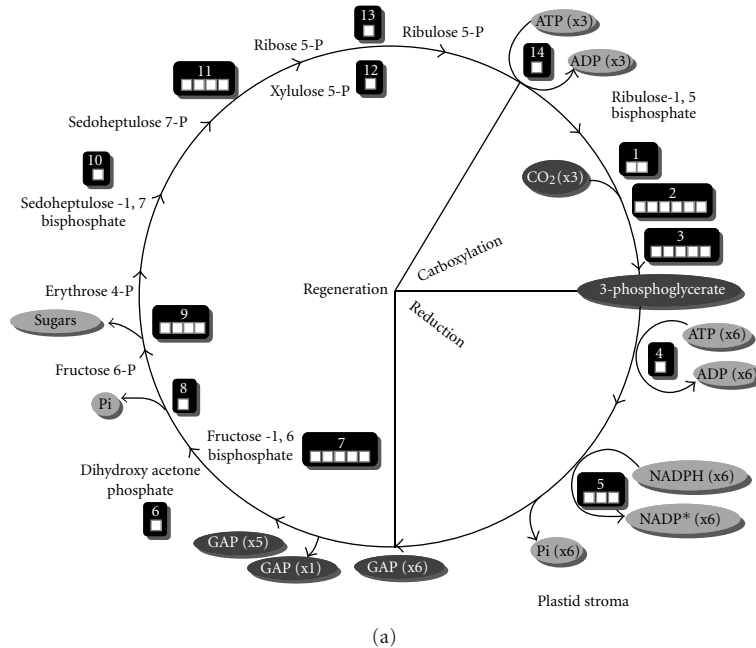 13
ATP (x3)
Ribose 5-P
Ribulose 5-P
14
ADP (x3)
11
12
Xylulose 5-P
Ribulose-1, 5
bisphosphate
Sedoheptulose 7-P
1
10
CO2 (x3)
2
Sedoheptulose -1, 7
bisphosphate
3
Carboxylation
Regeneration
3-phosphoglycerate
Erythrose 4-P
Reduction
Sugars
9
ATP (x6)
4
Fructose 6-P
ADP (x6)
8
Pi
Fructose -1, 6
bisphosphate
7
Dihydroxy acetone
phosphate
NADPH (x6)
5
6
NADP* (x6)
GAP (x5)
GAP (x1)
GAP (x6)
Pi (x6)
Plastid stroma
(a)